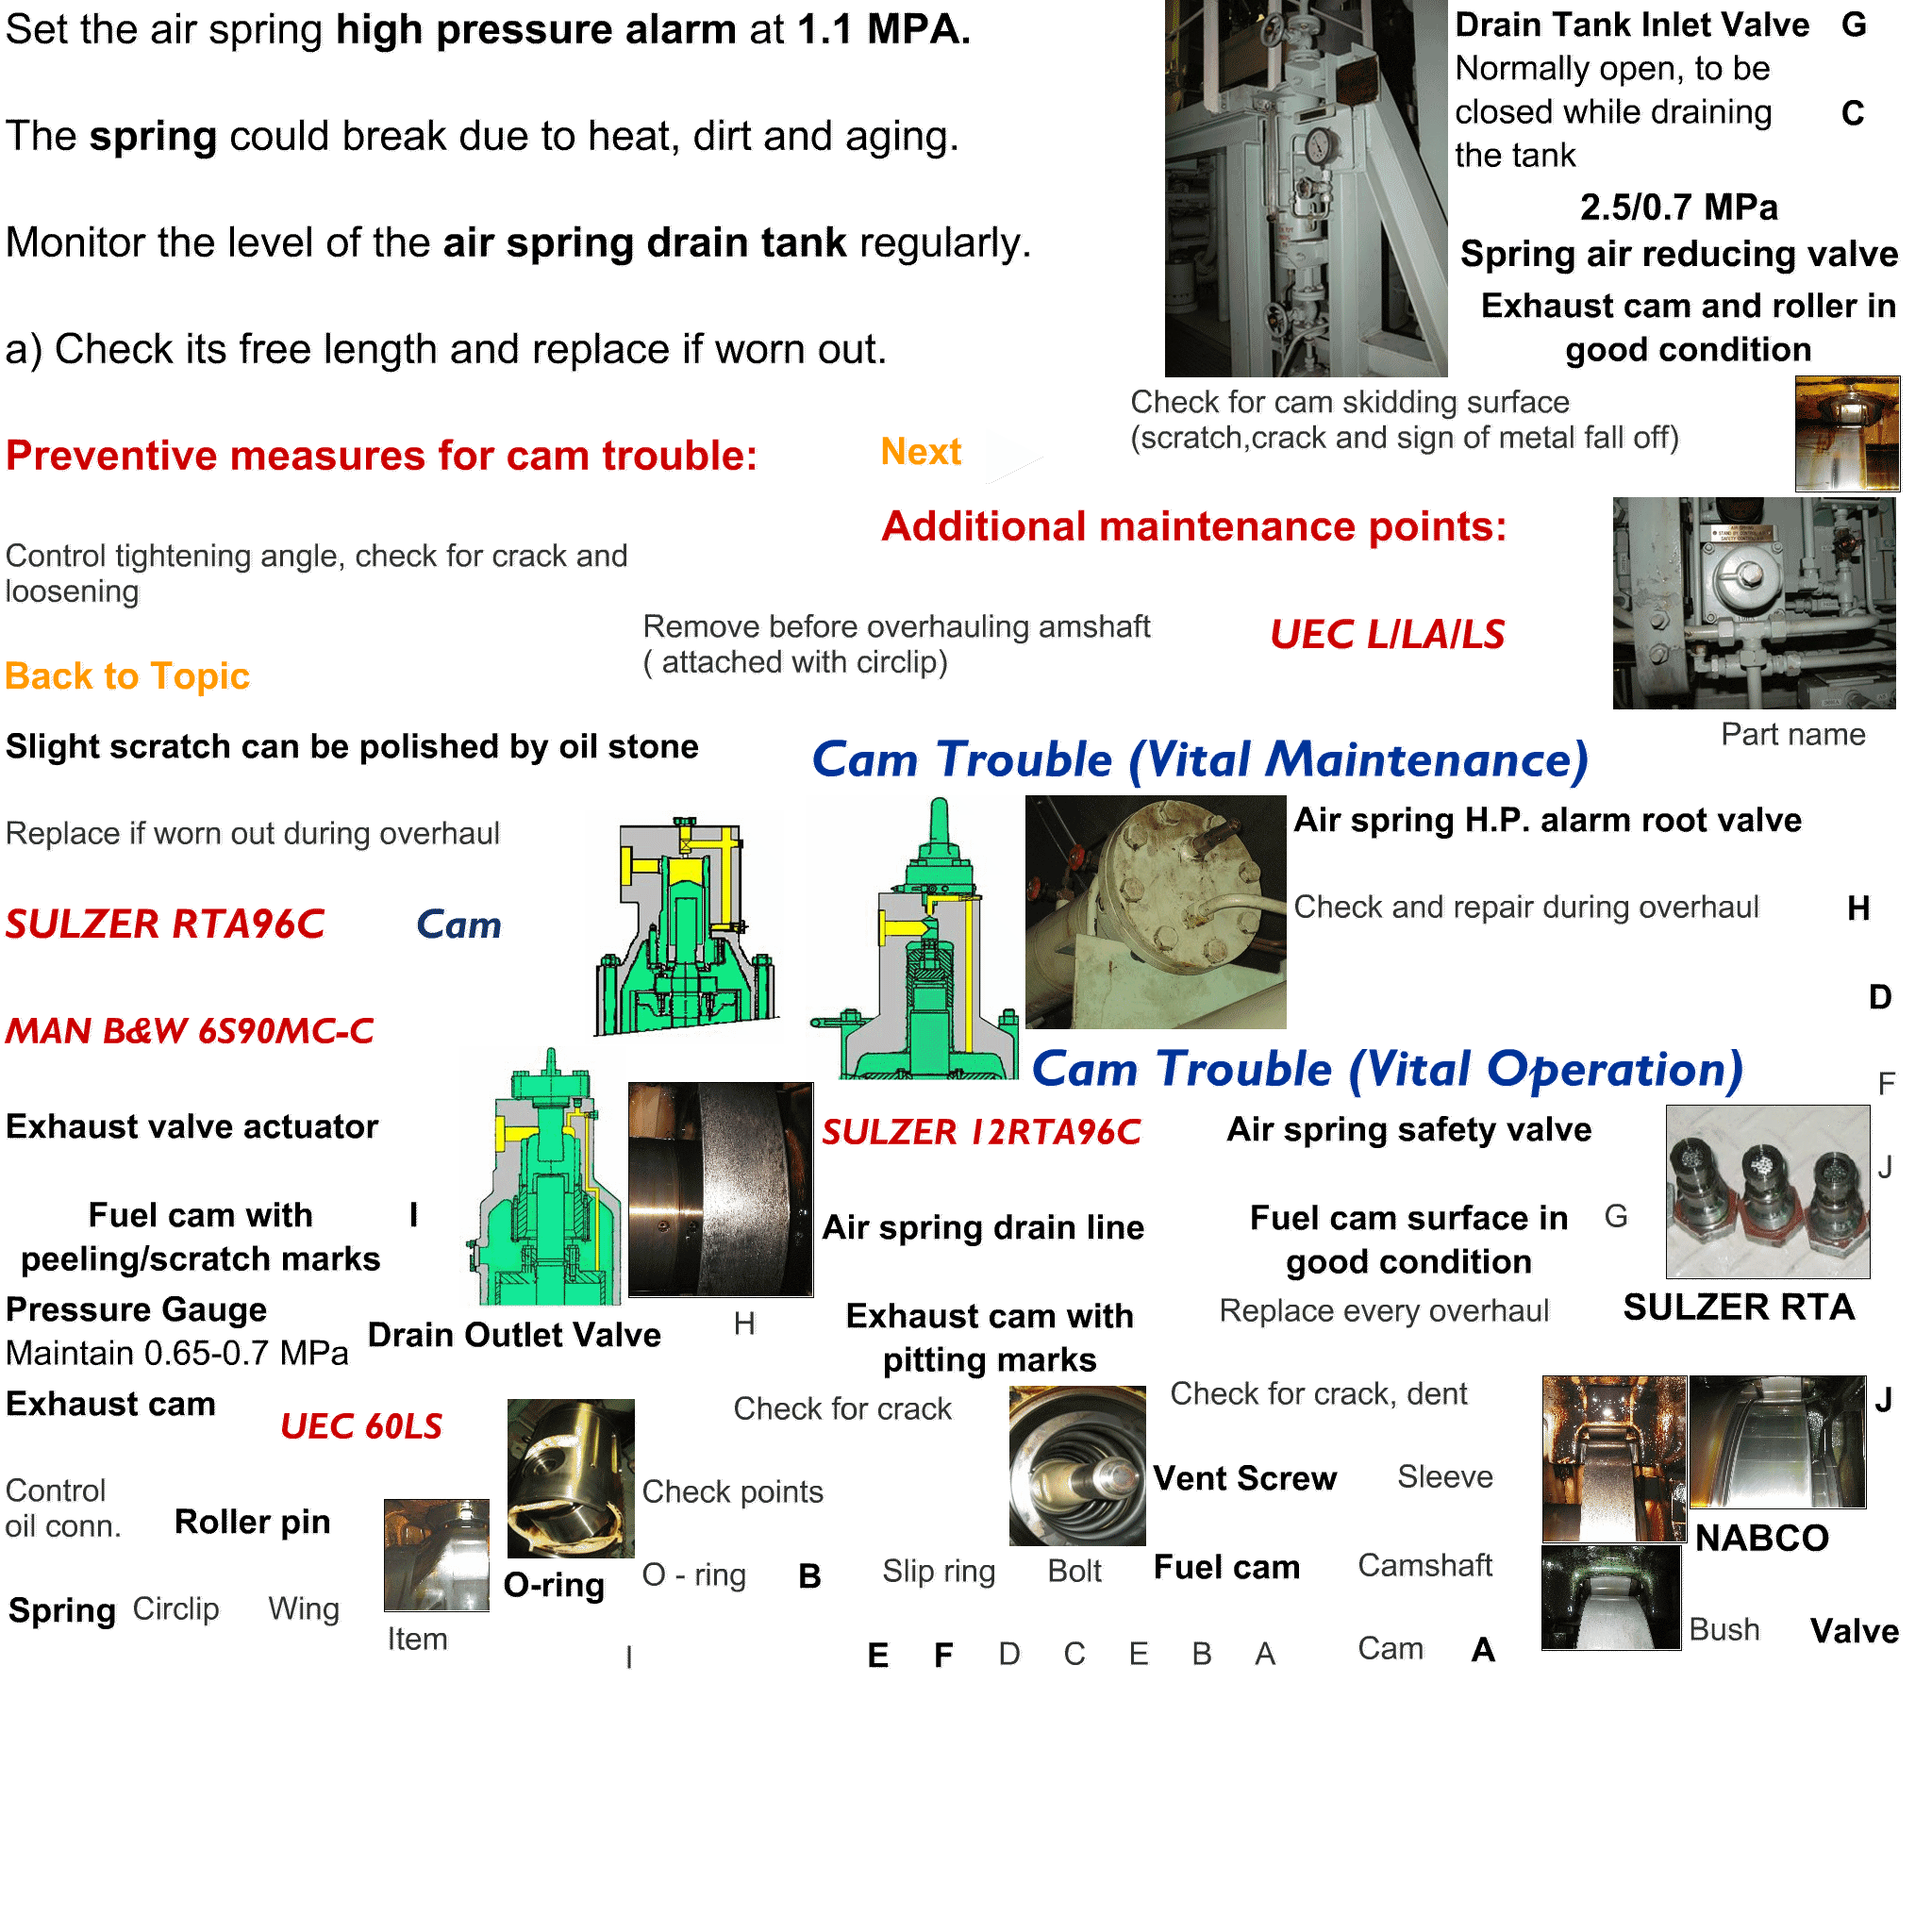 Set the air spring high pressure alarm at 1.1 MPA.
The spring could break due to heat, dirt and aging.
Monitor the level of the air spring drain tank regularly.
a) Check its free length and replace if worn out.
Drain Tank Inlet Valve G
Normally open, to be
closed while draining C
the tank
2.5/0.7 MPa
Spring air reducing valve
Exhaust cam and roller in
good condition
Check for cam skidding surface
(scratch,crack and sign of metal fall off)
Preventive measures for cam trouble:
Next
Additional maintenance points:
Control tightening angle, check for crack and
loosening
Remove before overhauling amshaft
( attached with circlip)
UEC L/LA/LS
Back to Topic
Part name
Slight scratch can be polished by oil stone
Cam Trouble (Vital Maintenance)
Replace if worn out during overhaul
Air spring H.P. alarm root valve
SULZER RTA96C
Cam
Check and repair during overhaul
H
D
MAN B&W 6S90MC-C
Cam Trouble (Vital Operation)
F
Exhaust valve actuator
SULZER 12RTA96C
Air spring safety valve
J
Fuel cam with
peeling/scratch marks
I
Air spring drain line
Fuel cam surface in
good condition
G
Pressure Gauge
Maintain 0.65-0.7 MPa
Drain Outlet Valve
H
Exhaust cam with
pitting marks
Replace every overhaul
SULZER RTA
Exhaust cam
UEC 60LS
Check for crack
Check for crack, dent
J
Control
oil conn.
Roller pin
Check points
Vent Screw
Sleeve
NABCO
O-ring
O - ring
B
Slip ring
Bolt
Fuel cam
Camshaft
Spring
Circlip
Wing
Item
Bush
Valve
I
E
F
D
C
E
B
A
Cam
A